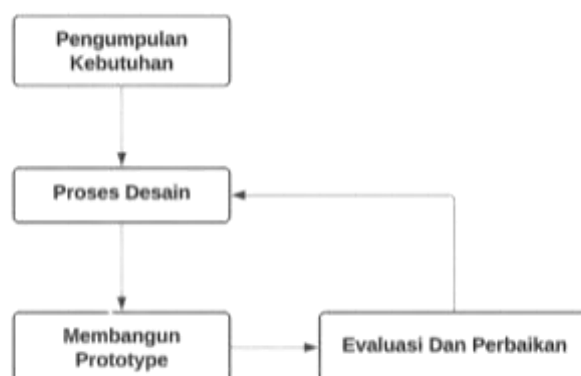 Pengumpulan
Kebutuhan
Proses Desain
Membangun
Prototype
Evaluasi Dan Perbaikan